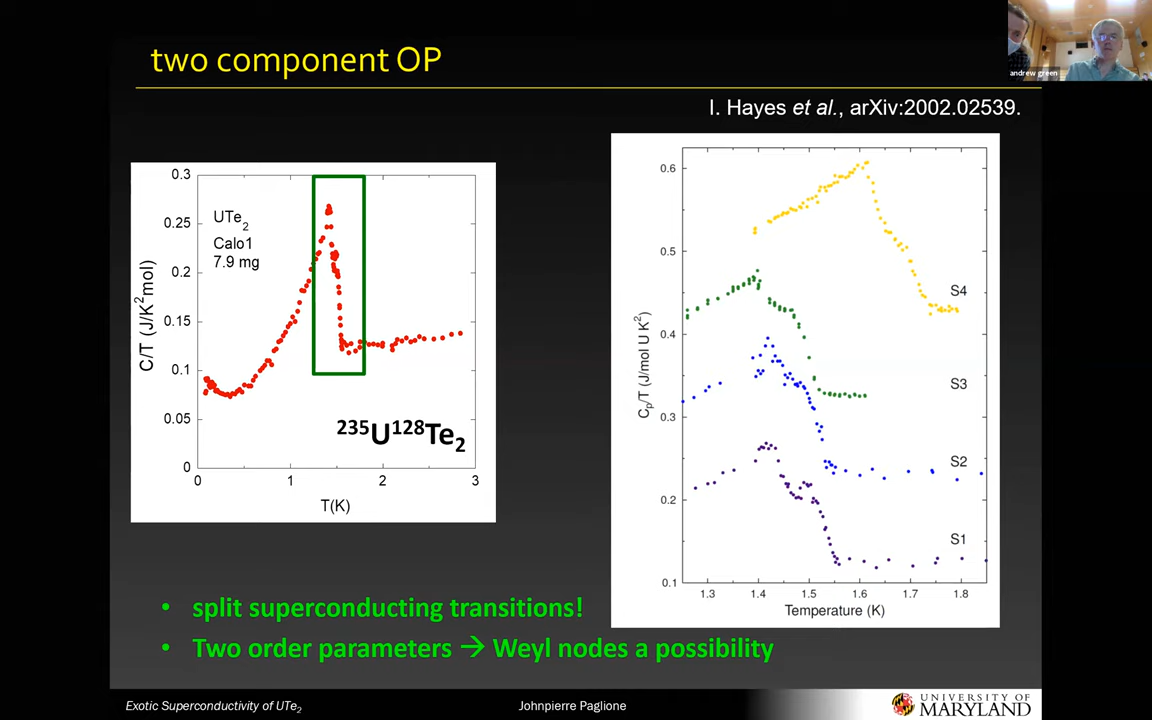 two component OP
andrew green
I. Hayes et al., arXiv:2002.02539.
0.3
0.25
0.2
0.15
0.1
0.05
0
C/T (J/K²mol)
UTe₂
Calo1
7.9 mg
²³⁵U¹²⁸Te₂
0 1 2 3
T(K)
0.6
0.5
0.4
0.3
0.2
0.1
Cₚ/T (J/mol U K²)
S4
S3
S2
S1
1.3 1.4 1.5 1.6 1.7 1.8
Temperature (K)
• split superconducting transitions!
• Two order parameters → Weyl nodes a possibility
Exotic Superconductivity of UTe₂
Johnpierre Paglione
UNIVERSITY OF
MARYLAND